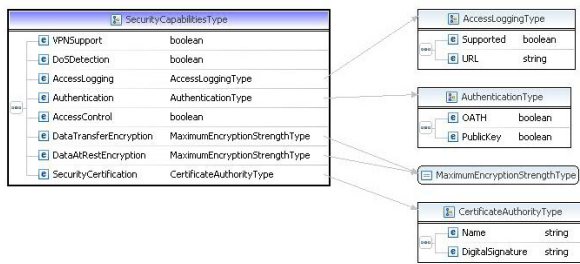 SecurityCapabilitiesType
VPNSupport boolean
DoSDetection boolean
AccessLogging AccessLoggingType
Authentication AuthenticationType
AccessControl boolean
DataTransferEncryption MaximumEncryptionStrengthType
DataAtRestEncryption MaximumEncryptionStrengthType
SecurityCertification CertificateAuthorityType
AccessLoggingType
Supported boolean
URL string
AuthenticationType
OATH boolean
PublicKey boolean
MaximumEncryptionStrengthType
CertificateAuthorityType
Name string
DigitalSignature string